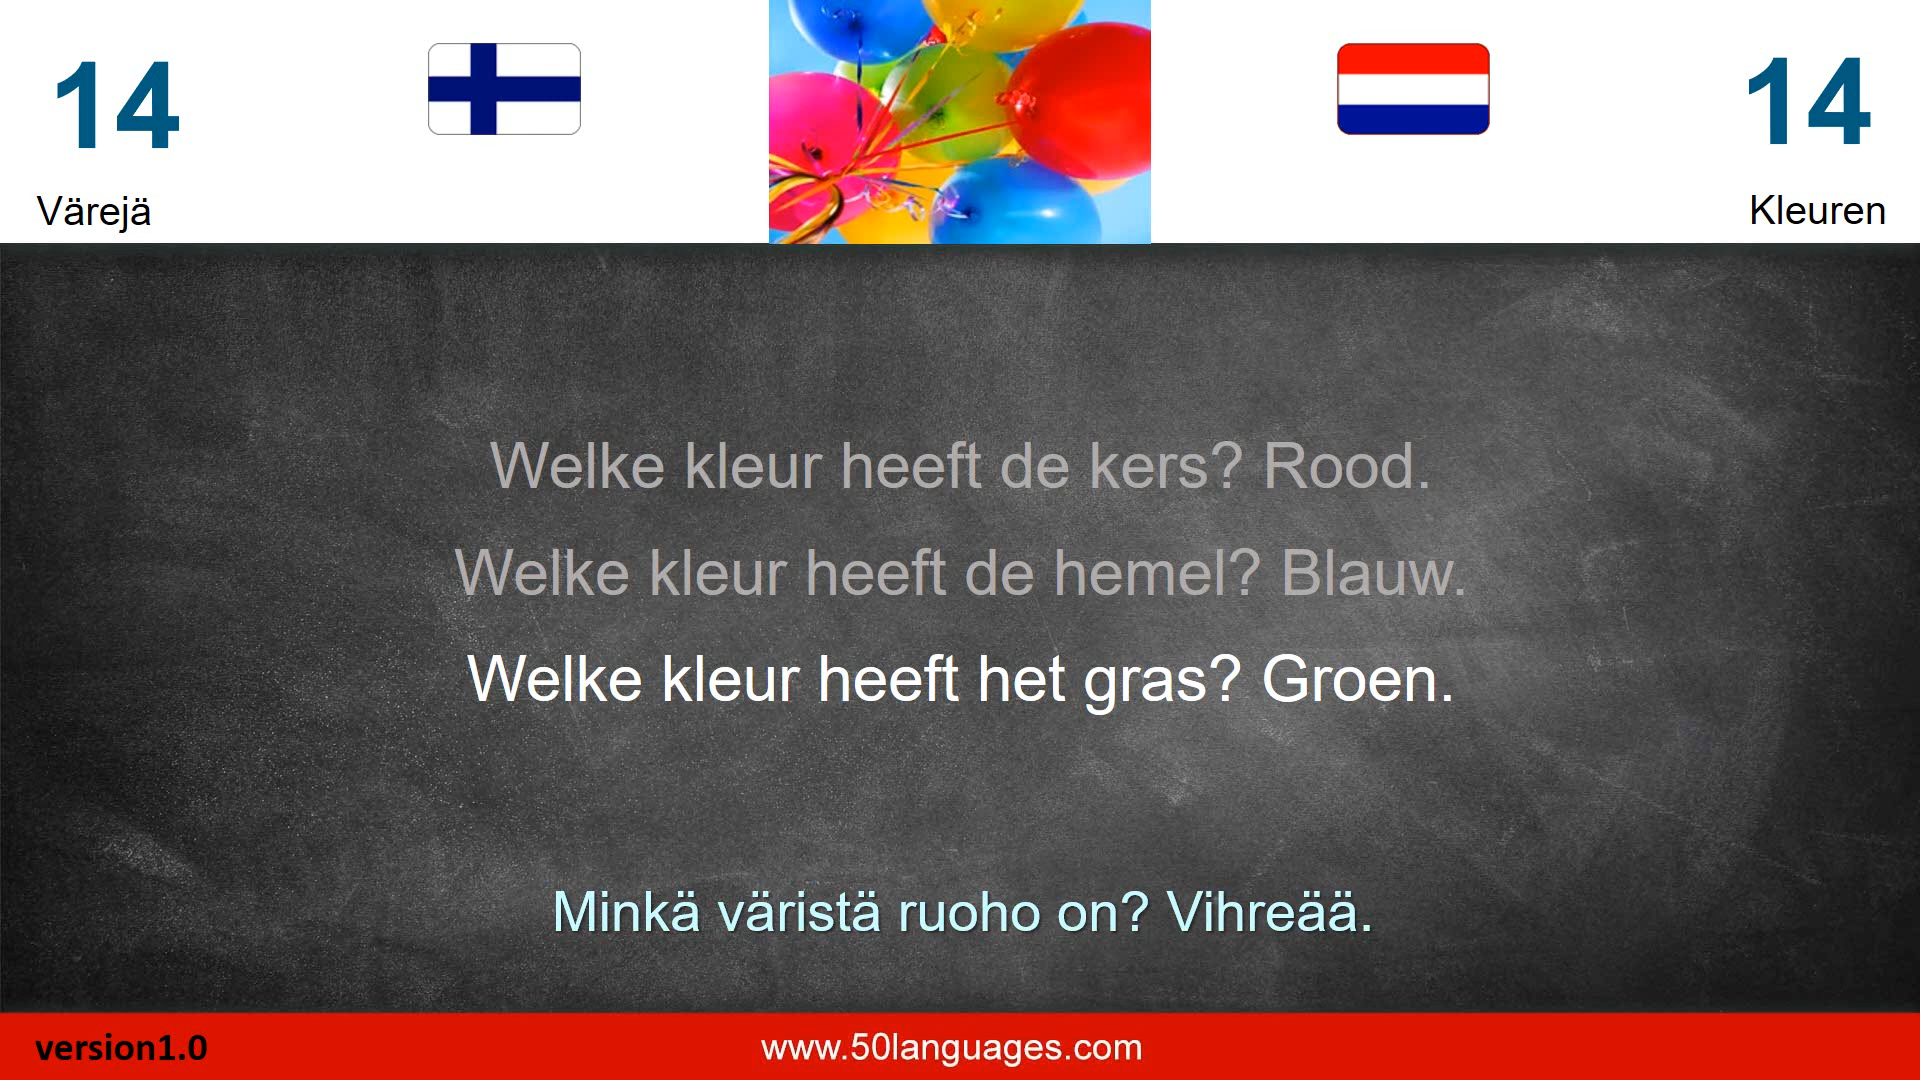 14
14
Värejä
Kleuren
Welke kleur heeft de kers? Rood.
Welke kleur heeft de hemel? Blauw.
Welke kleur heeft het gras? Groen.
Minkä väristä ruoho on? Vihreää.
version1.0
www.50languages.com